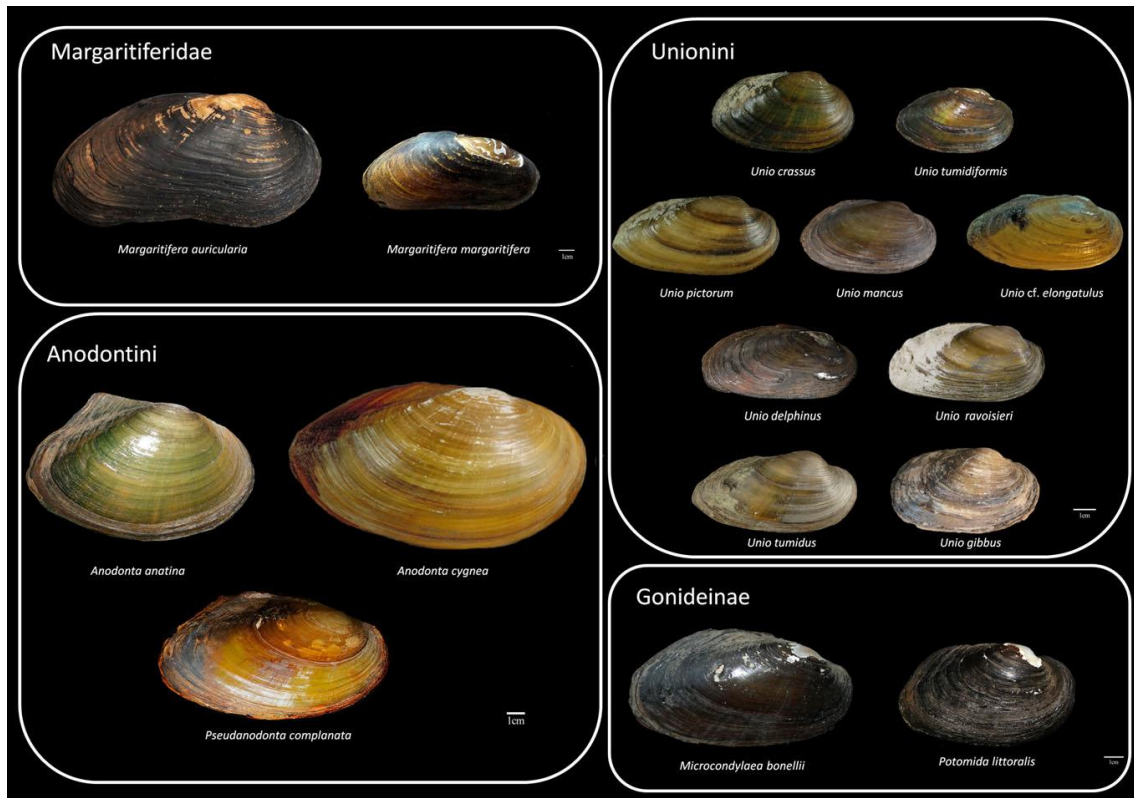 Margaritiferidae
Margaritifera auricularia
Margaritifera margaritifera
1cm
Anodontini
Anodonta anatina
Anodonta cygnea
Pseudanodonta complanata
1cm
Unionini
Unio crassus
Unio tumidiformis
Unio pictorum
Unio mancus
Unio cf. elongatulus
Unio delphinus
Unio ravoisieri
Unio tumidus
Unio gibbus
1cm
Gonideinae
Microcondylaea bonellii
Potomida littoralis
1cm